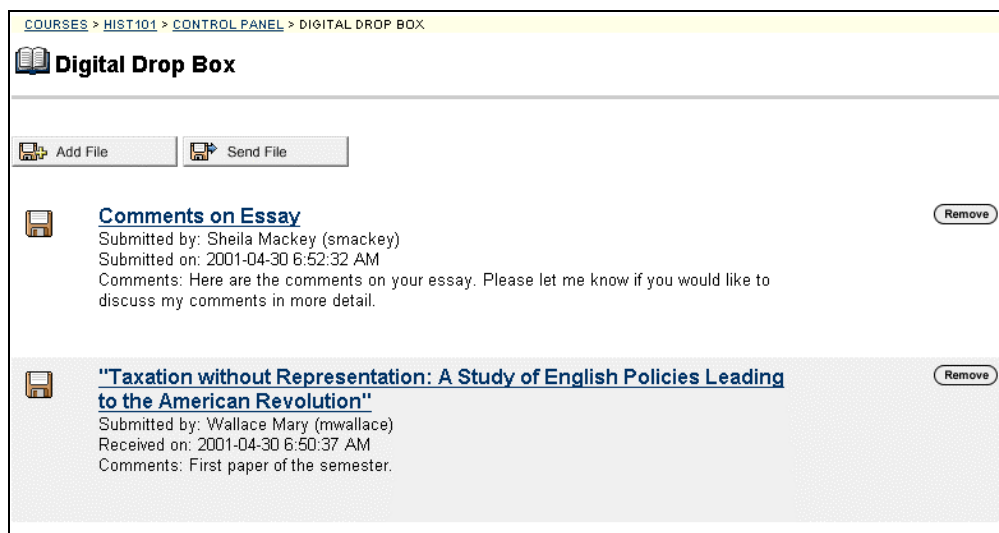 COURSES > HIST101 > CONTROL PANEL > DIGITAL DROP BOX
Digital Drop Box
Add File
Send File
Comments on Essay
Remove
Submitted by: Sheila Mackey (smackey)
Submitted on: 2001-04-30 6:52:32 AM
Comments: Here are the comments on your essay. Please let me know if you would like to
discuss my comments in more detail.
"Taxation without Representation: A Study of English Policies Leading
to the American Revolution"
Remove
Submitted by: Wallace Mary (mwallace)
Received on: 2001-04-30 6:50:37 AM
Comments: First paper of the semester.